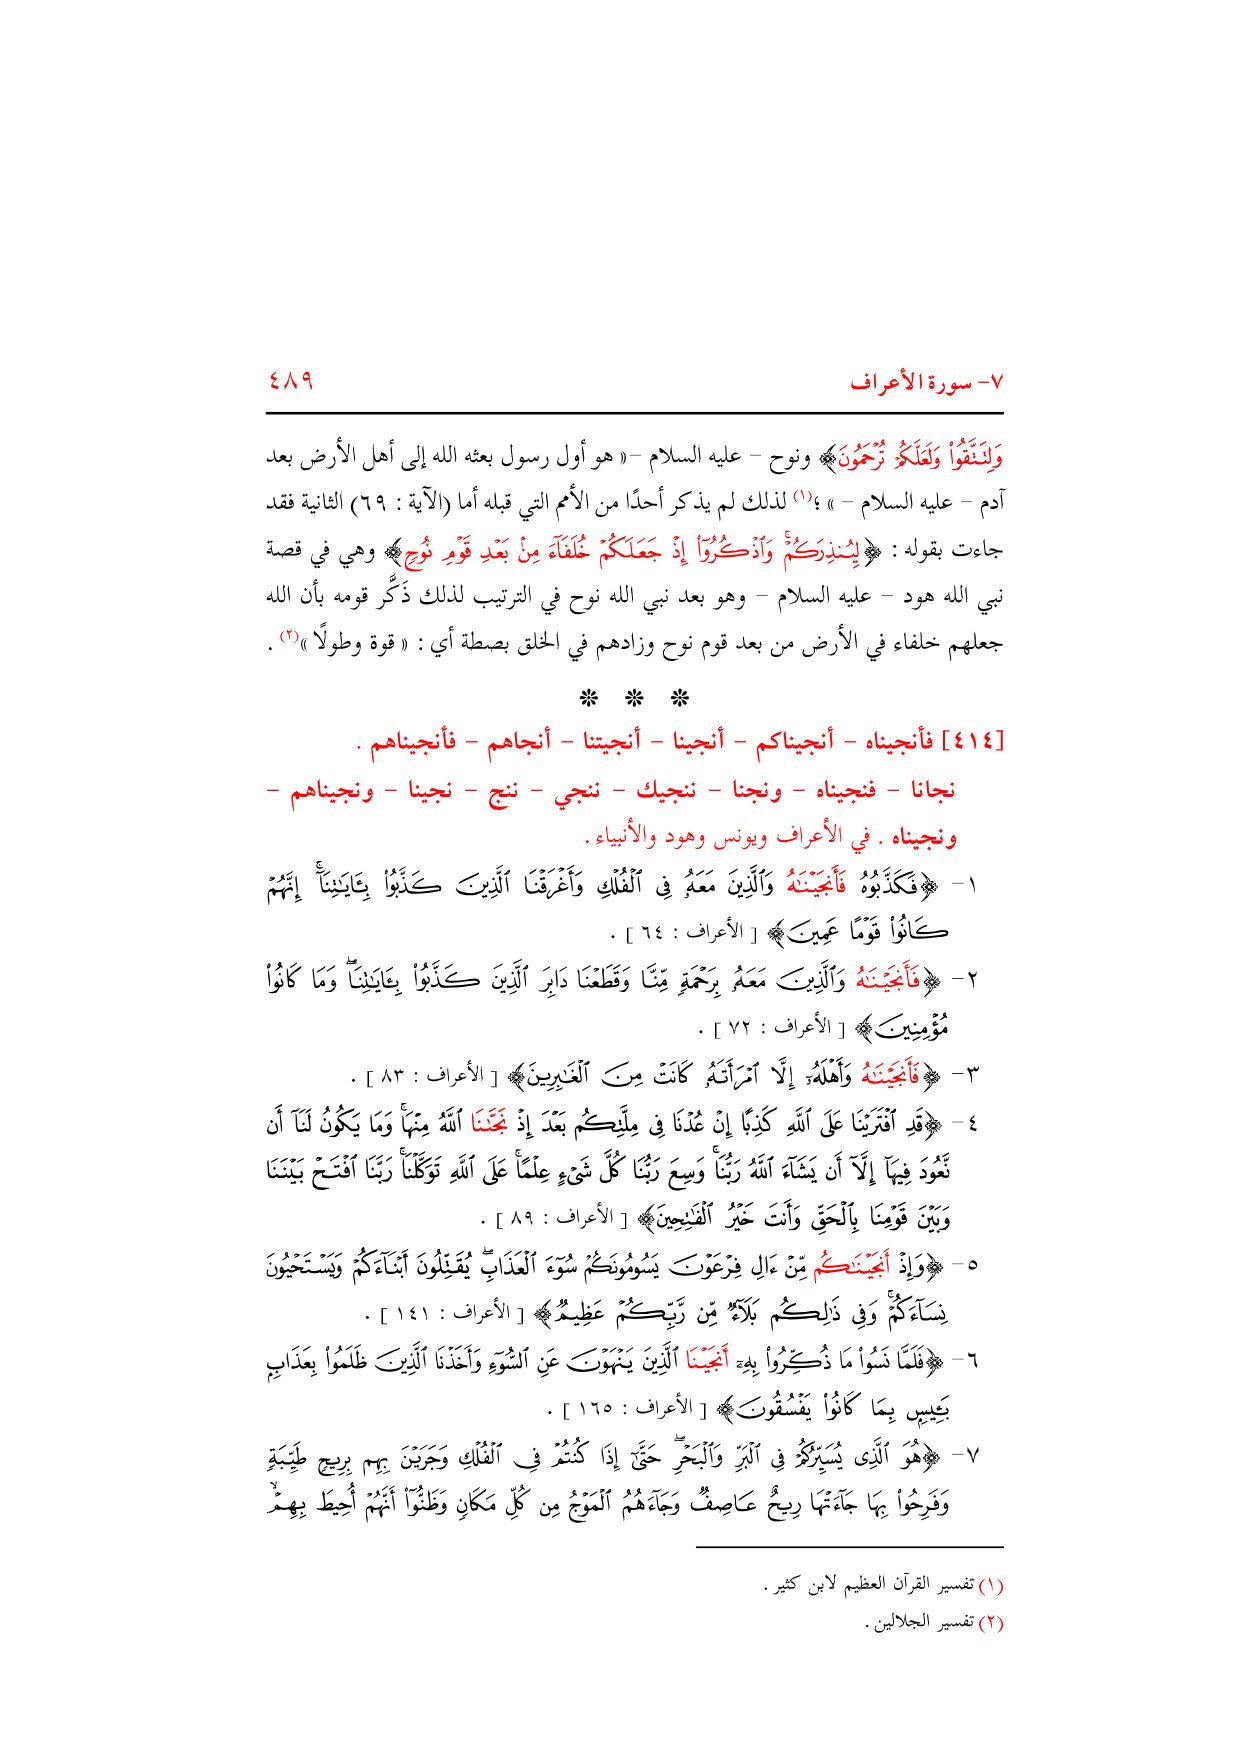 ٧- سورة الأعراف
٤٨٩
وَلِتَتَّقُوا۟ وَلَعَلَّكُمْ تُرْحَمُونَ﴾ ونوح – عليه السلام –« هو أول رسول بعثه الله إلى أهل الأرض بعد
آدم – عليه السلام – »؛(١) لذلك لم يذكر أحدًا من الأمم التي قبله أما (الآية : ٦٩) الثانية فقد
جاءت بقوله : ﴿لِيُنذِرَكُمْ ۚ وَٱذْكُرُوٓا۟ إِذْ جَعَلَكُمْ خُلَفَآءَ مِنۢ بَعْدِ قَوْمِ نُوحٍ﴾ وهي في قصة
نبي الله هود – عليه السلام – وهو بعد نبي الله نوح في الترتيب لذلك ذَكَّر قومه بأن الله
جعلهم خلفاء في الأرض من بعد قوم نوح وزادهم في الخلق بصطة أي : « قوة وطولًا »(٢) .
❊ ❊ ❊
[٤١٤] فأنجيناه – أنجيناكم – أنجينا – أنجيتنا – أنجاهم – فأنجيناهم .
نجانا – فنجيناه – ونجنا – ننجيك – ننجي – ننج – نجينا – ونجيناهم –
ونجيناه . في الأعراف ويونس وهود والأنبياء .
١- ﴿فَكَذَّبُوهُ فَأَنجَيْنَـٰهُ وَٱلَّذِينَ مَعَهُۥ فِى ٱلْفُلْكِ وَأَغْرَقْنَا ٱلَّذِينَ كَذَّبُوا۟ بِـَٔايَـٰتِنَآ ۚ إِنَّهُمْ
كَانُوا۟ قَوْمًا عَمِينَ﴾ [ الأعراف : ٦٤ ] .
٢- ﴿فَأَنجَيْنَـٰهُ وَٱلَّذِينَ مَعَهُۥ بِرَحْمَةٍ مِّنَّا وَقَطَعْنَا دَابِرَ ٱلَّذِينَ كَذَّبُوا۟ بِـَٔايَـٰتِنَا ۖ وَمَا كَانُوا۟
مُؤْمِنِينَ﴾ [ الأعراف : ٧٢ ] .
٣- ﴿فَأَنجَيْنَـٰهُ وَأَهْلَهُۥٓ إِلَّا ٱمْرَأَتَهُۥ كَانَتْ مِنَ ٱلْغَـٰبِرِينَ﴾ [ الأعراف : ٨٣ ] .
٤- ﴿قَدِ ٱفْتَرَيْنَا عَلَى ٱللَّهِ كَذِبًا إِنْ عُدْنَا فِى مِلَّتِكُم بَعْدَ إِذْ نَجَّىٰنَا ٱللَّهُ مِنْهَا ۚ وَمَا يَكُونُ لَنَآ أَن
نَّعُودَ فِيهَآ إِلَّآ أَن يَشَآءَ ٱللَّهُ رَبُّنَا ۚ وَسِعَ رَبُّنَا كُلَّ شَىْءٍ عِلْمًا ۚ عَلَى ٱللَّهِ تَوَكَّلْنَا ۚ رَبَّنَا ٱفْتَحْ بَيْنَنَا
وَبَيْنَ قَوْمِنَا بِٱلْحَقِّ وَأَنتَ خَيْرُ ٱلْفَـٰتِحِينَ﴾ [ الأعراف : ٨٩ ] .
٥- ﴿وَإِذْ أَنجَيْنَـٰكُم مِّنْ ءَالِ فِرْعَوْنَ يَسُومُونَكُمْ سُوٓءَ ٱلْعَذَابِ ۖ يُقَتِّلُونَ أَبْنَآءَكُمْ وَيَسْتَحْيُونَ
نِسَآءَكُمْ ۚ وَفِى ذَٰلِكُم بَلَآءٌ مِّن رَّبِّكُمْ عَظِيمٌ﴾ [ الأعراف : ١٤١ ] .
٦- ﴿فَلَمَّا نَسُوا۟ مَا ذُكِّرُوا۟ بِهِۦٓ أَنجَيْنَا ٱلَّذِينَ يَنْهَوْنَ عَنِ ٱلسُّوٓءِ وَأَخَذْنَا ٱلَّذِينَ ظَلَمُوا۟ بِعَذَابٍۭ
بَـِٔيسٍۭ بِمَا كَانُوا۟ يَفْسُقُونَ﴾ [ الأعراف : ١٦٥ ] .
٧- ﴿هُوَ ٱلَّذِى يُسَيِّرُكُمْ فِى ٱلْبَرِّ وَٱلْبَحْرِ ۖ حَتَّىٰٓ إِذَا كُنتُمْ فِى ٱلْفُلْكِ وَجَرَيْنَ بِهِم بِرِيحٍ طَيِّبَةٍ
وَفَرِحُوا۟ بِهَا جَآءَتْهَا رِيحٌ عَاصِفٌ وَجَآءَهُمُ ٱلْمَوْجُ مِن كُلِّ مَكَانٍ وَظَنُّوٓا۟ أَنَّهُمْ أُحِيطَ بِهِمْ ۙ
(١) تفسير القرآن العظيم لابن كثير .
(٢) تفسير الجلالين .